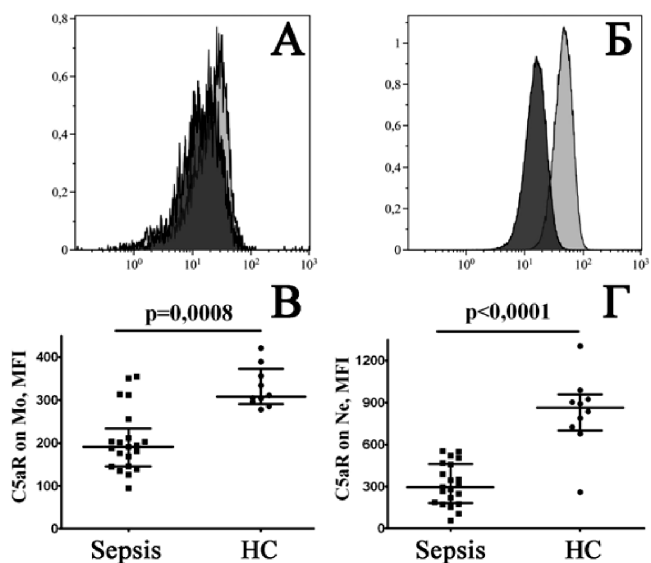 А
0,8
0,6
0,4
0,2
0
10⁰ 10¹ 10² 10³
Б
1
0,8
0,6
0,4
0,2
0
10⁰ 10¹ 10² 10³
В
p=0,0008
C5aR on Mo, MFI
400
300
200
100
0
Sepsis HC
Г
p<0,0001
C5aR on Ne, MFI
1200
900
600
300
0
Sepsis HC